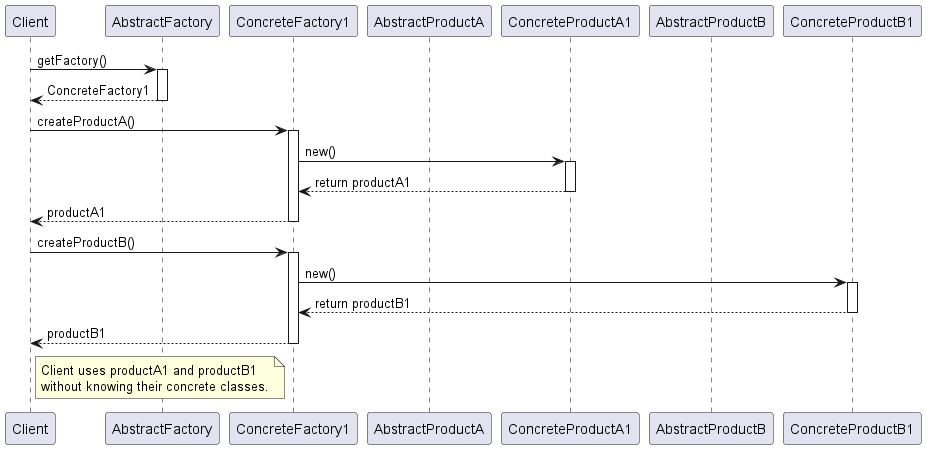 Client AbstractFactory ConcreteFactory1 AbstractProductA ConcreteProductA1 AbstractProductB ConcreteProductB1
getFactory()
ConcreteFactory1
createProductA()
new()
return productA1
productA1
createProductB()
new()
return productB1
productB1
Client uses productA1 and productB1
without knowing their concrete classes.
Client AbstractFactory ConcreteFactory1 AbstractProductA ConcreteProductA1 AbstractProductB ConcreteProductB1